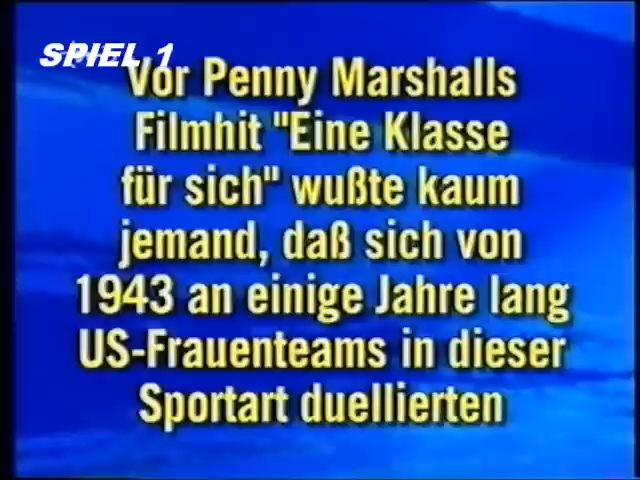 SPIEL 1
Vor Penny Marshalls
Filmhit "Eine Klasse
für sich" wußte kaum
jemand, daß sich von
1943 an einige Jahre lang
US-Frauenteams in dieser
Sportart duellierten